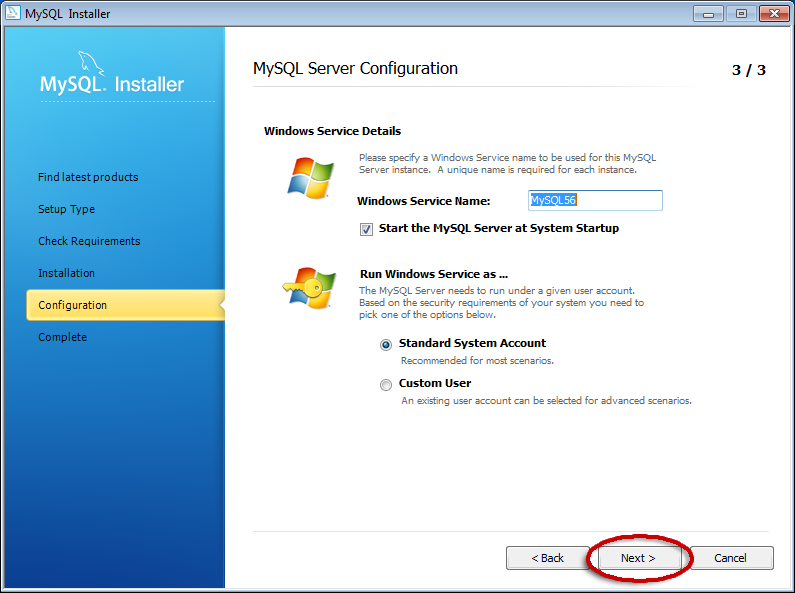 MySQL Installer
MySQL Installer
Find latest products
Setup Type
Check Requirements
Installation
Configuration
Complete
MySQL Server Configuration
3 / 3
Windows Service Details
Please specify a Windows Service name to be used for this MySQL
Server instance. A unique name is required for each instance.
Windows Service Name: MySQL56
Start the MySQL Server at System Startup
Run Windows Service as ...
The MySQL Server needs to run under a given user account.
Based on the security requirements of your system you need to
pick one of the options below.
Standard System Account
Recommended for most scenarios.
Custom User
An existing user account can be selected for advanced scenarios.
< Back Next > Cancel